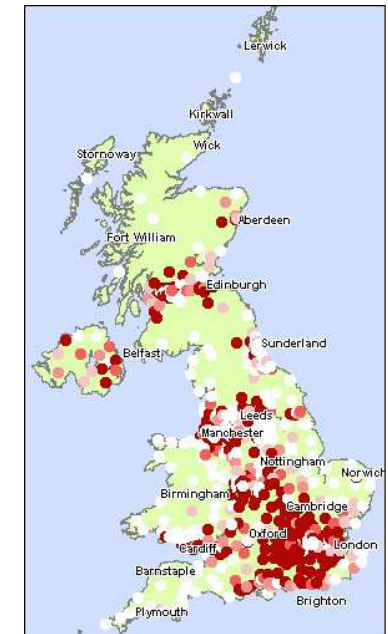 Lerwick
Kirkwall
Wick
Stornoway
Aberdeen
Fort William
Edinburgh
Belfast
Sunderland
Leeds
Manchester
Nottingham
Norwich
Birmingham
Cambridge
Oxford
London
Cardiff
Barnstaple
Brighton
Plymouth